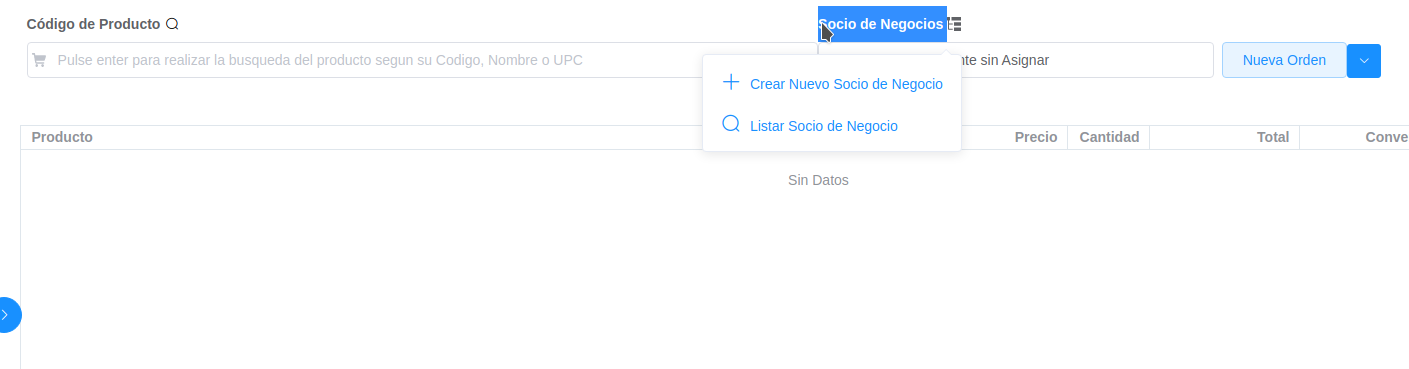 Código de Producto
Socio de Negocios
Pulse enter para realizar la busqueda del producto segun su Codigo, Nombre o UPC
sin Asignar
Nueva Orden
Crear Nuevo Socio de Negocio
Listar Socio de Negocio
Producto
Precio
Cantidad
Total
Conve
Sin Datos